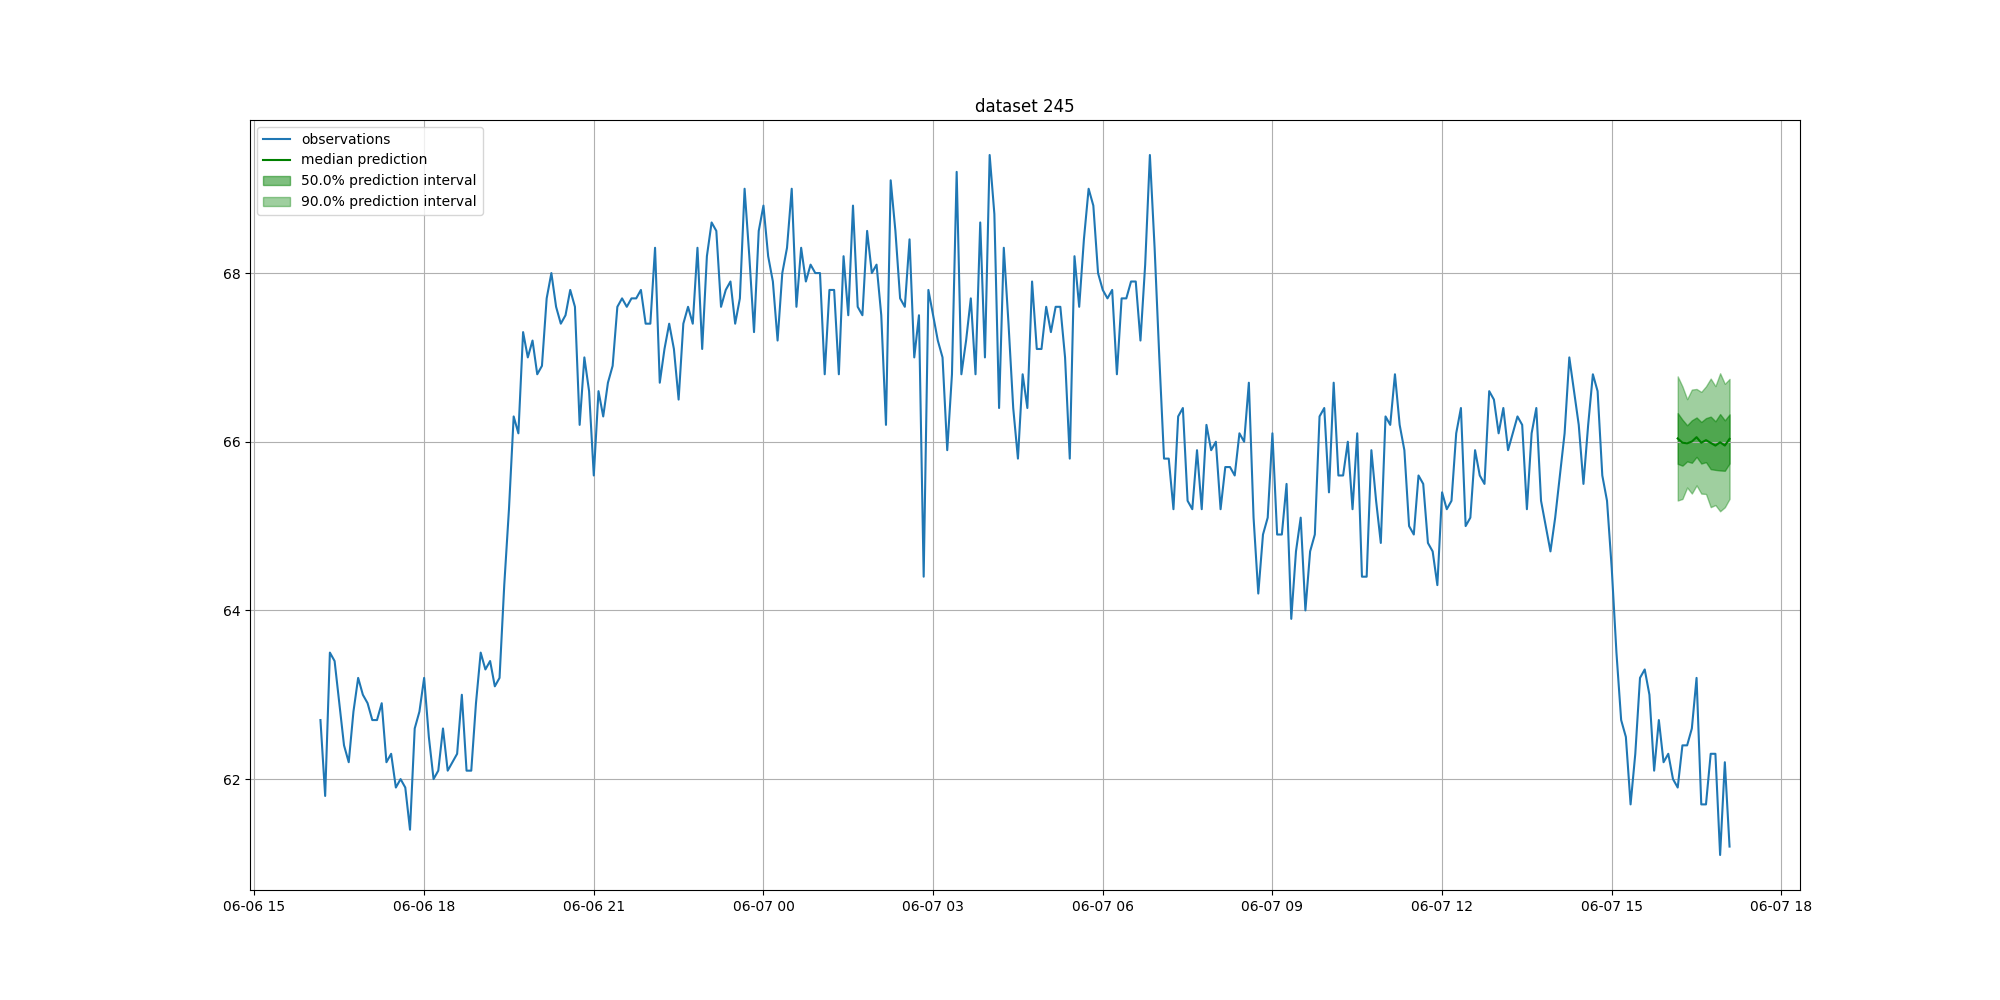 dataset 245
observations
median prediction
50.0% prediction interval
90.0% prediction interval
68
66
64
62
06-06 15 06-06 18 06-06 21 06-07 00 06-07 03 06-07 06 06-07 09 06-07 12 06-07 15 06-07 18